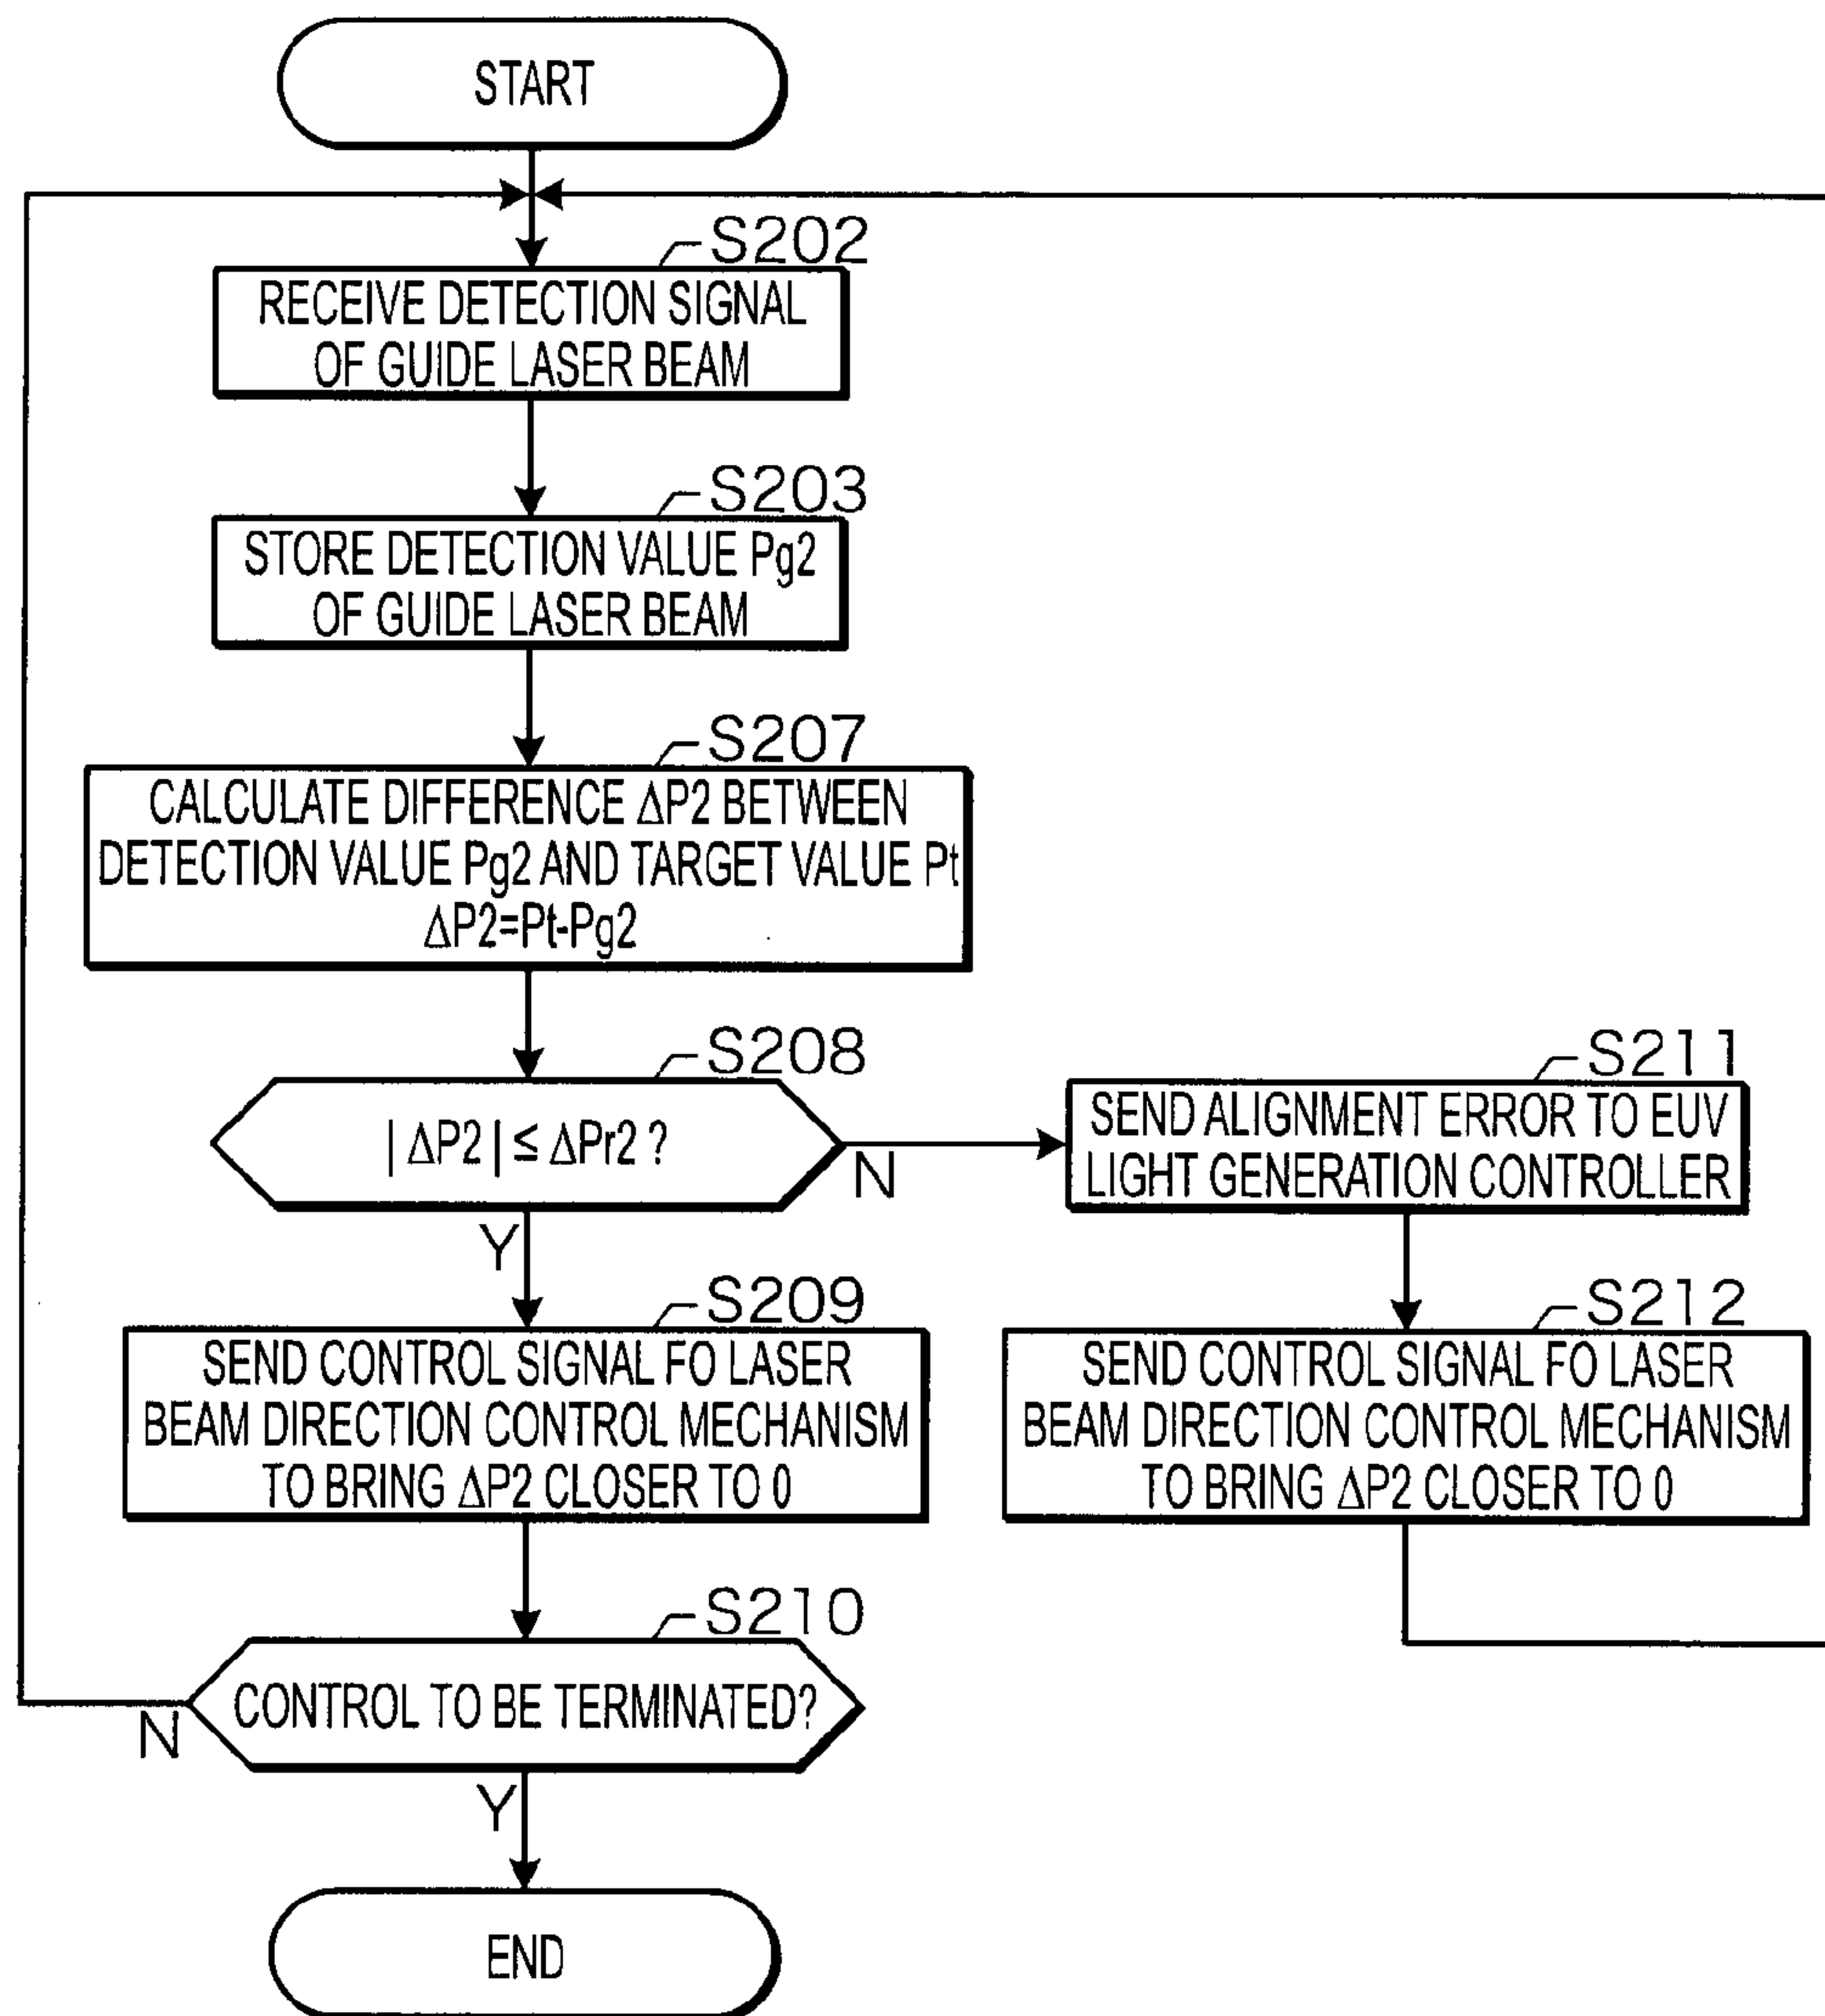 START
S202
RECEIVE DETECTION SIGNAL
OF GUIDE LASER BEAM
S203
STORE DETECTION VALUE Pg2
OF GUIDE LASER BEAM
S207
CALCULATE DIFFERENCE ΔP2 BETWEEN
DETECTION VALUE Pg2 AND TARGET VALUE Pt
ΔP2=Pt-Pg2
S208
| ΔP2 | ≤ ΔPr2 ?
N
Y
S211
SEND ALIGNMENT ERROR TO EUV
LIGHT GENERATION CONTROLLER
S209
SEND CONTROL SIGNAL FO LASER
BEAM DIRECTION CONTROL MECHANISM
TO BRING ΔP2 CLOSER TO 0
S212
SEND CONTROL SIGNAL FO LASER
BEAM DIRECTION CONTROL MECHANISM
TO BRING ΔP2 CLOSER TO 0
S210
CONTROL TO BE TERMINATED?
N
Y
END